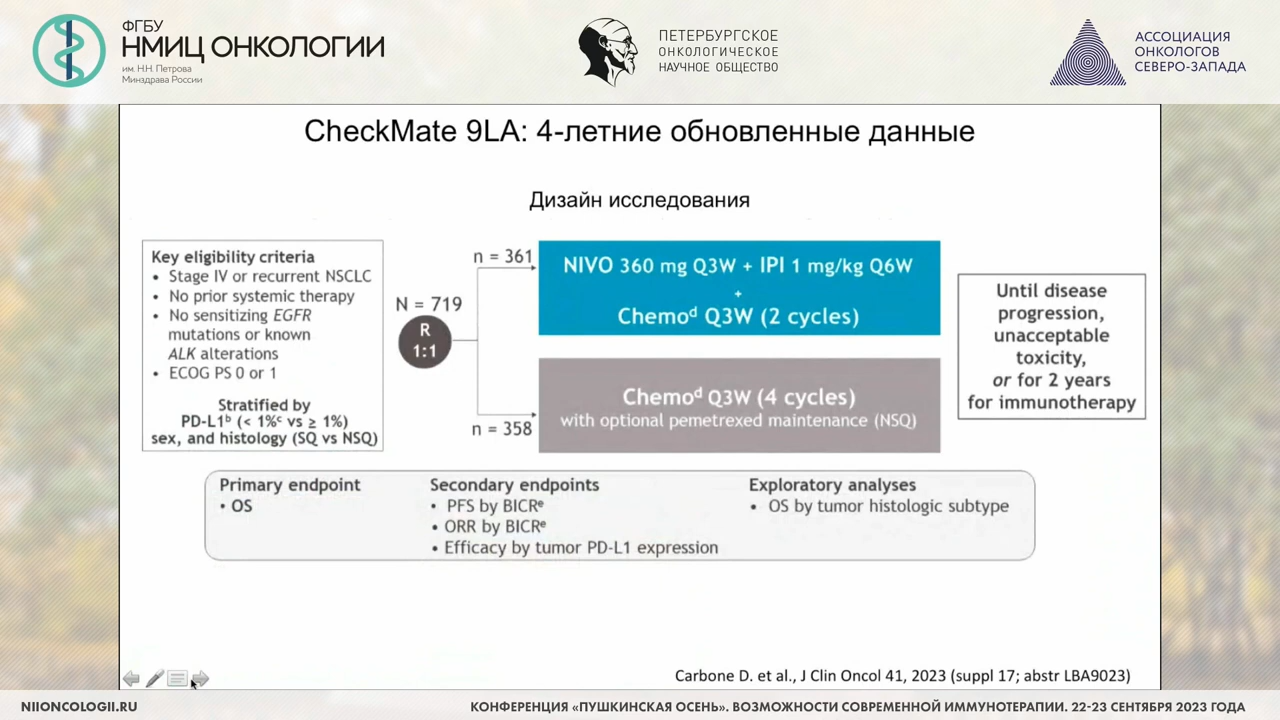 ФГБУ
НМИЦ ОНКОЛОГИИ
им. Н.Н. Петрова
Минздрава России
ПЕТЕРБУРГСКОЕ
ОНКОЛОГИЧЕСКОЕ
НАУЧНОЕ ОБЩЕСТВО
АССОЦИАЦИЯ
ОНКОЛОГОВ
СЕВЕРО-ЗАПАДА
CheckMate 9LA: 4-летние обновленные данные
Дизайн исследования
Key eligibility criteria
• Stage IV or recurrent NSCLC
• No prior systemic therapy
• No sensitizing EGFR
mutations or known
ALK alterations
• ECOG PS 0 or 1
Stratified by
PD-L1ᵇ (< 1%ᶜ vs ≥ 1%)
sex, and histology (SQ vs NSQ)
N = 719
R
1:1
n = 361
n = 358
NIVO 360 mg Q3W + IPI 1 mg/kg Q6W
+
Chemoᵈ Q3W (2 cycles)
Chemoᵈ Q3W (4 cycles)
with optional pemetrexed maintenance (NSQ)
Until disease
progression,
unacceptable
toxicity,
or for 2 years
for immunotherapy
Primary endpoint
• OS
Secondary endpoints
• PFS by BICRᵉ
• ORR by BICRᵉ
• Efficacy by tumor PD-L1 expression
Exploratory analyses
• OS by tumor histologic subtype
Carbone D. et al., J Clin Oncol 41, 2023 (suppl 17; abstr LBA9023)
NIIONCOLOGII.RU
КОНФЕРЕНЦИЯ «ПУШКИНСКАЯ ОСЕНЬ». ВОЗМОЖНОСТИ СОВРЕМЕННОЙ ИММУНОТЕРАПИИ. 22-23 СЕНТЯБРЯ 2023 ГОДА